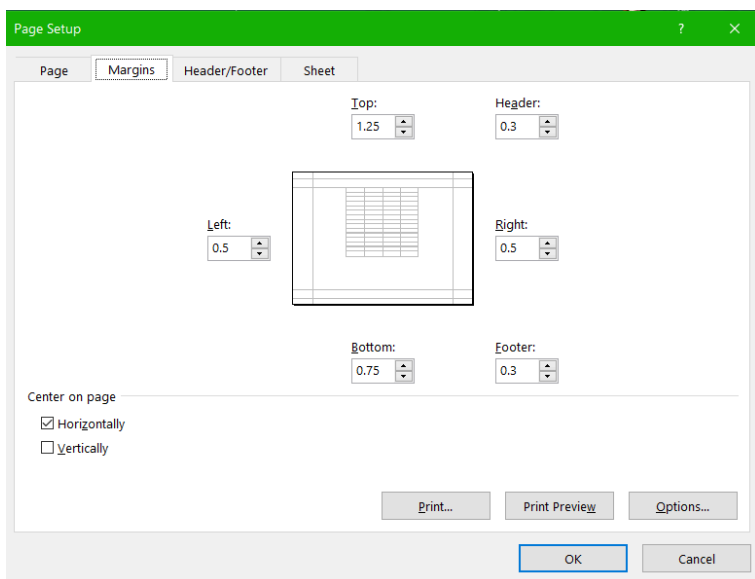 Page Setup ?
Page Margins Header/Footer Sheet
Top: Header:
1.25 0.3
Left: Right:
0.5 0.5
Bottom: Footer:
0.75 0.3
Center on page
Horizontally
Vertically
Print... Print Preview Options...
OK Cancel